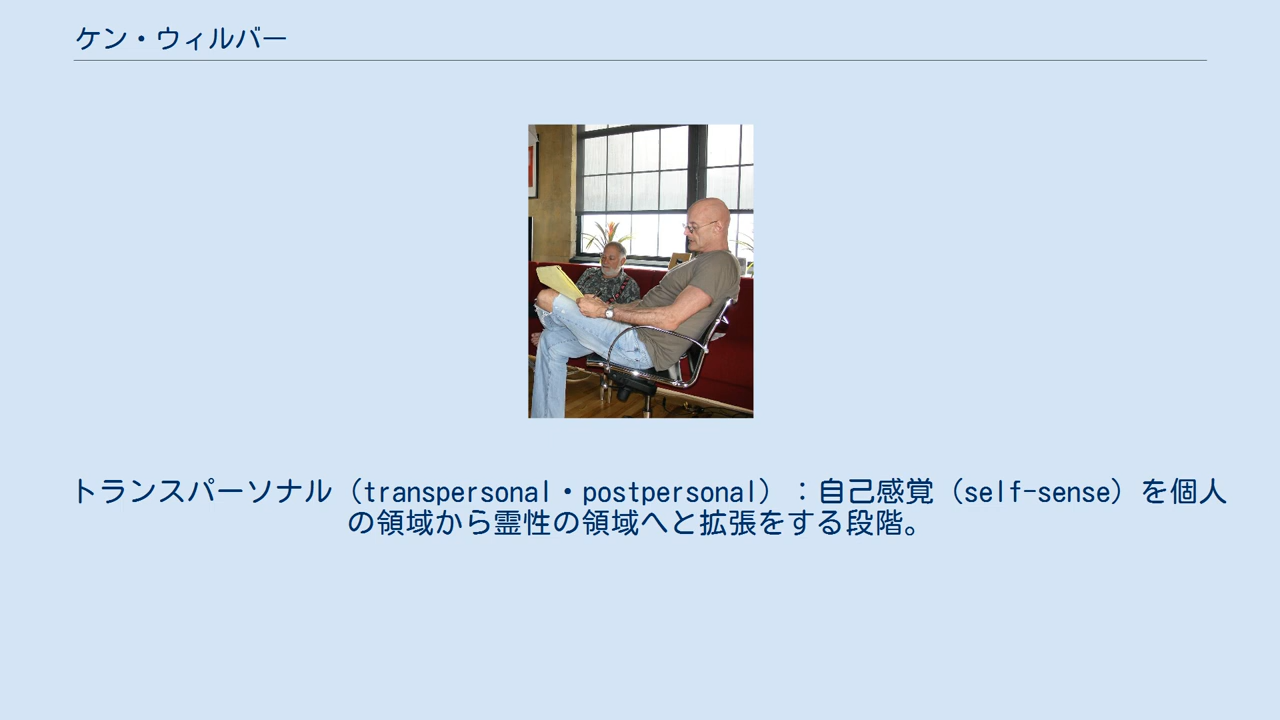 ケン・ウィルバー
トランスパーソナル（transpersonal・postpersonal）：自己感覚（self-sense）を個人
の領域から霊性の領域へと拡張をする段階。